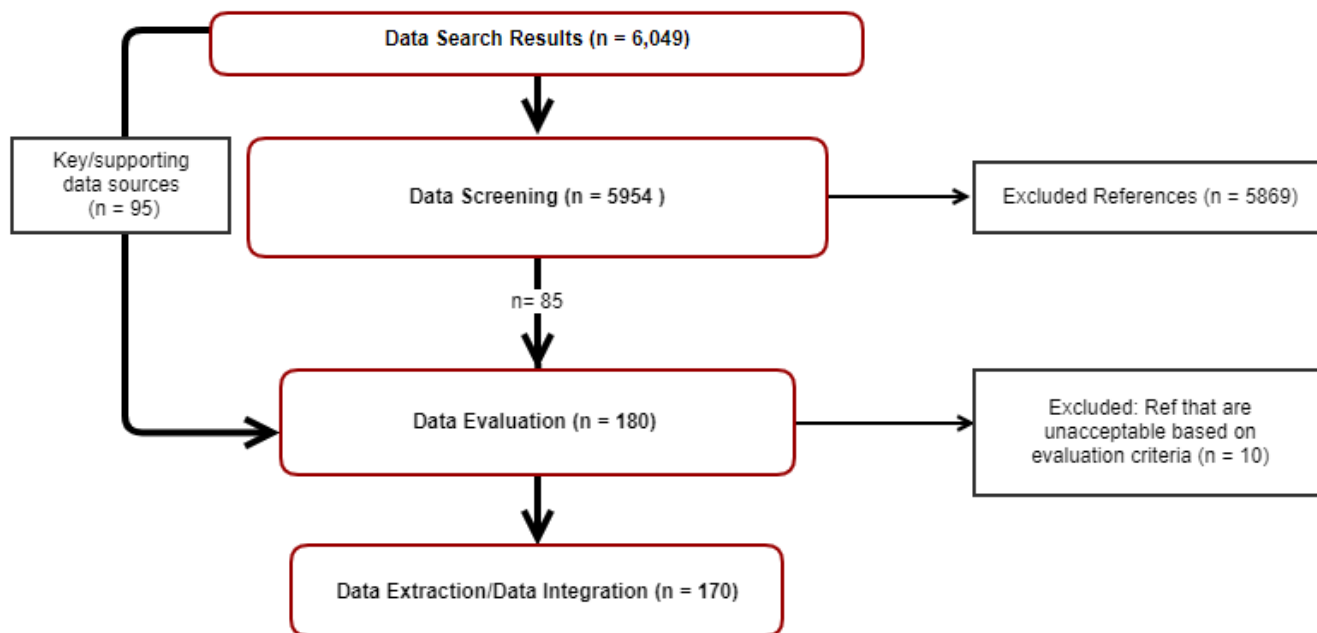 Data Search Results (n = 6,049)
Key/supporting
data sources
(n = 95)
Data Screening (n = 5954 )
Excluded References (n = 5869)
n= 85
Data Evaluation (n = 180)
Excluded: Ref that are
unacceptable based on
evaluation criteria (n = 10)
Data Extraction/Data Integration (n = 170)